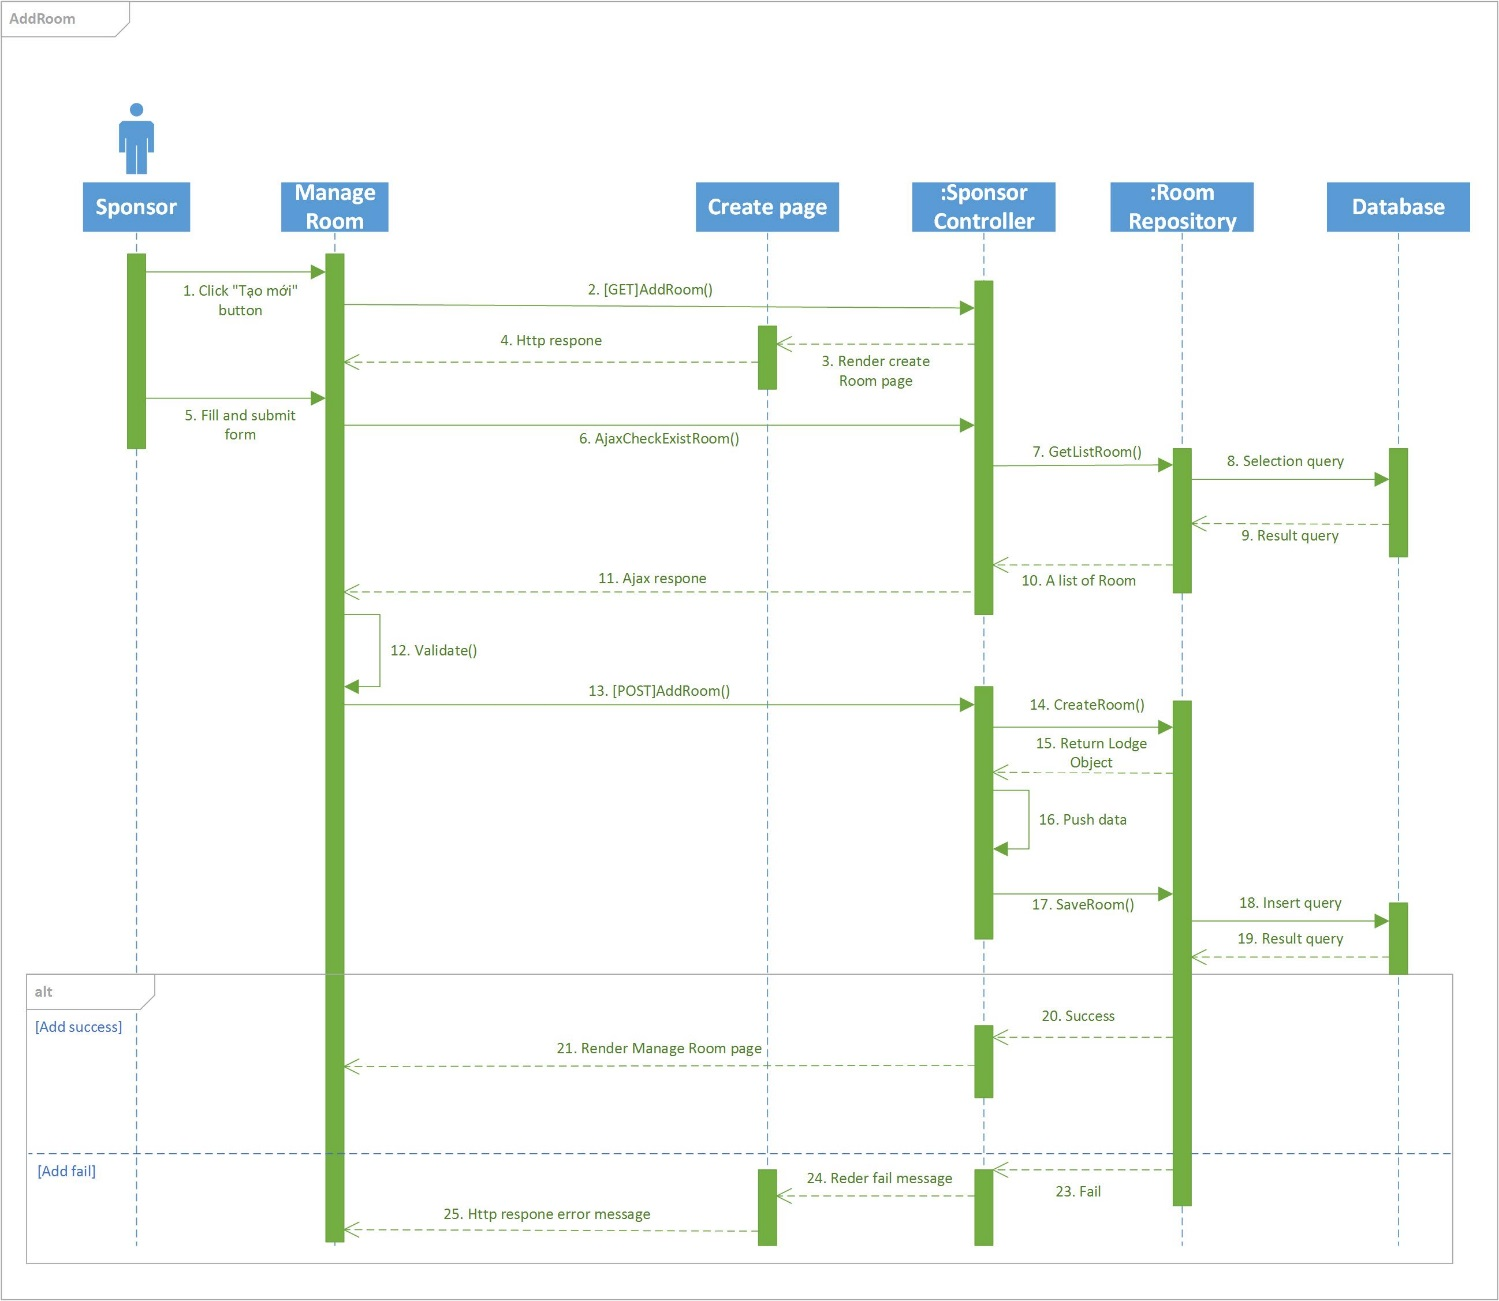 AddRoom
Sponsor
Manage
Room
Create page
:Sponsor
Controller
:Room
Repository
Database
1. Click "Tạo mới"
button
2. [GET]AddRoom()
4. Http respone
3. Render create
Room page
5. Fill and submit
form
6. AjaxCheckExistRoom()
7. GetListRoom()
8. Selection query
9. Result query
10. A list of Room
11. Ajax respone
12. Validate()
13. [POST]AddRoom()
14. CreateRoom()
15. Return Lodge
Object
16. Push data
17. SaveRoom()
18. Insert query
19. Result query
alt
[Add success]
20. Success
21. Render Manage Room page
[Add fail]
24. Reder fail message
23. Fail
25. Http respone error message